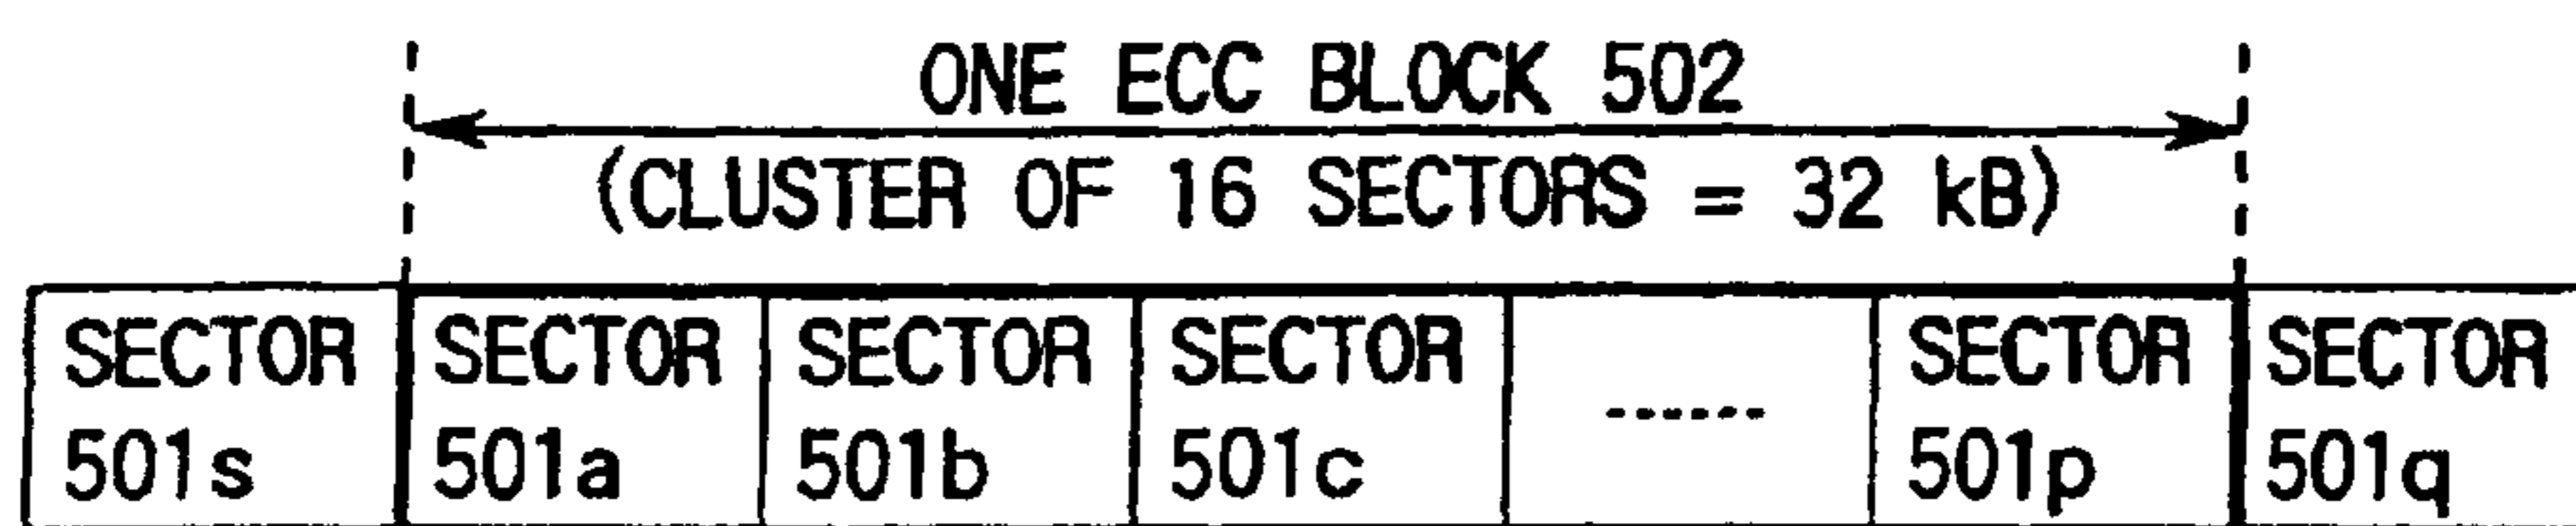 ONE ECC BLOCK 502
(CLUSTER OF 16 SECTORS = 32 kB)
SECTOR SECTOR SECTOR SECTOR ------ SECTOR SECTOR
501s 501a 501b 501c 501p 501q